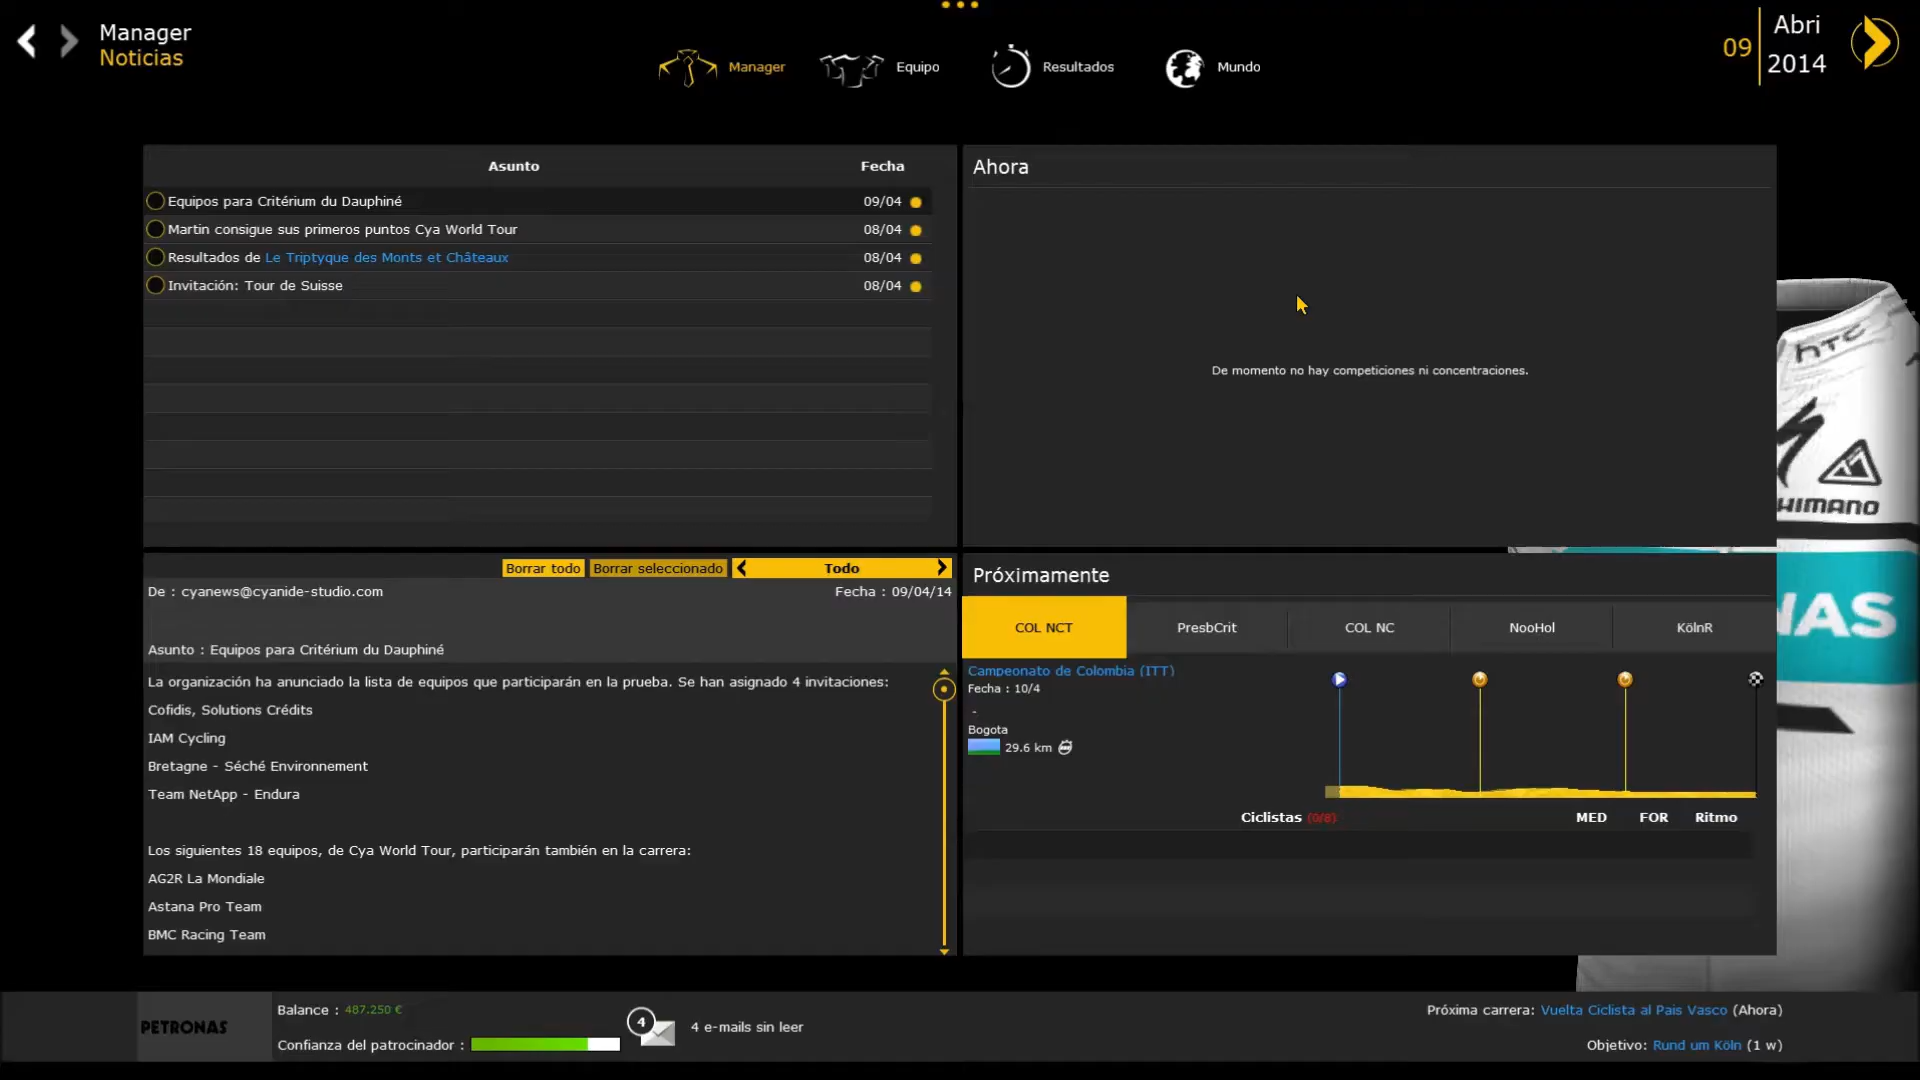 Manager
Noticias
Manager
Equipo
Resultados
Mundo
09
Abri
2014
Asunto Fecha
Equipos para Critérium du Dauphiné 09/04
Martin consigue sus primeros puntos Cya World Tour 08/04
Resultados de Le Triptyque des Monts et Châteaux 08/04
Invitación: Tour de Suisse 08/04
Ahora
De momento no hay competiciones ni concentraciones.
Borrar todo Borrar seleccionado Todo
De : cyanews@cyanide-studio.com Fecha : 09/04/14
Asunto : Equipos para Critérium du Dauphiné
La organización ha anunciado la lista de equipos que participarán en la prueba. Se han asignado 4 invitaciones:
Cofidis, Solutions Crédits
IAM Cycling
Bretagne - Séché Environnement
Team NetApp - Endura
Los siguientes 18 equipos, de Cya World Tour, participarán también en la carrera:
AG2R La Mondiale
Astana Pro Team
BMC Racing Team
Próximamente
COL NCT PresbCrit COL NC NooHol KölnR
Campeonato de Colombia (ITT)
Fecha : 10/4
-
Bogota
29.6 km
Ciclistas (0/8) MED FOR Ritmo
htc
SHIMANO
NAS
PETRONAS
Balance : 487.250 €
Confianza del patrocinador :
4
4 e-mails sin leer
Próxima carrera: Vuelta Ciclista al Pais Vasco (Ahora)
Objetivo: Rund um Köln (1 w)